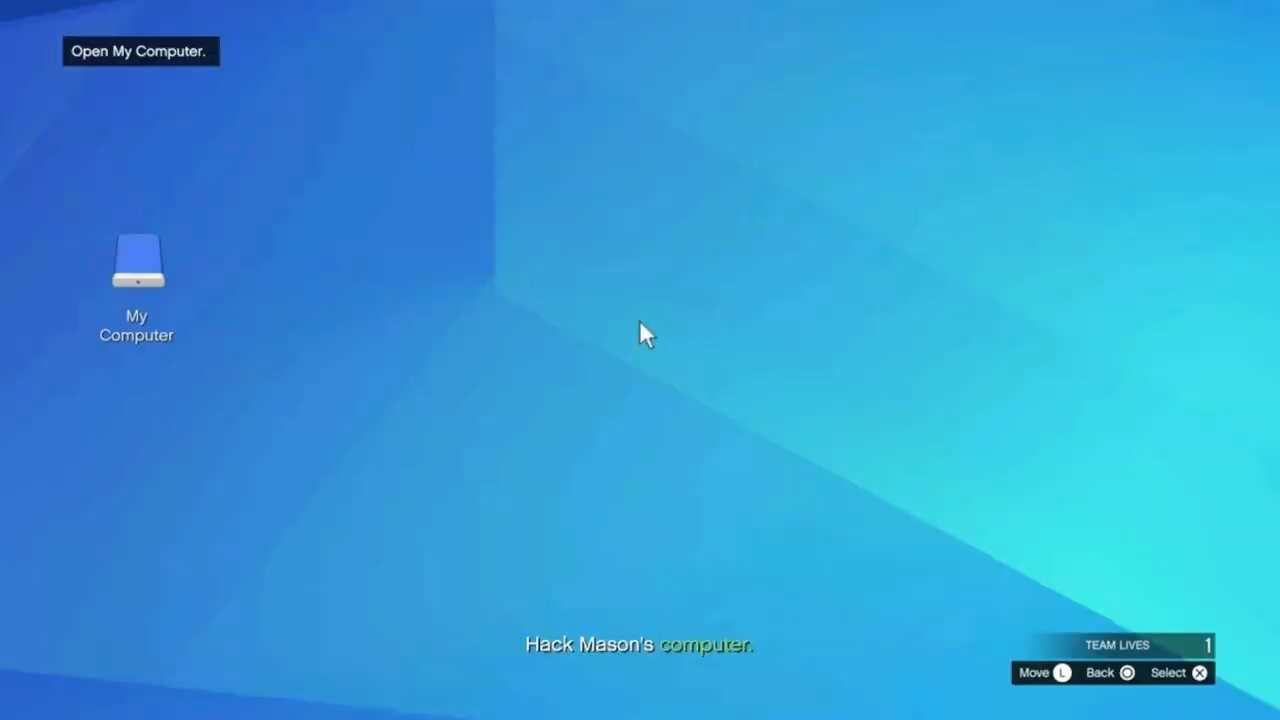 Open My Computer.
My
Computer
Hack Mason's computer.
TEAM LIVES 1
Move L Back Select